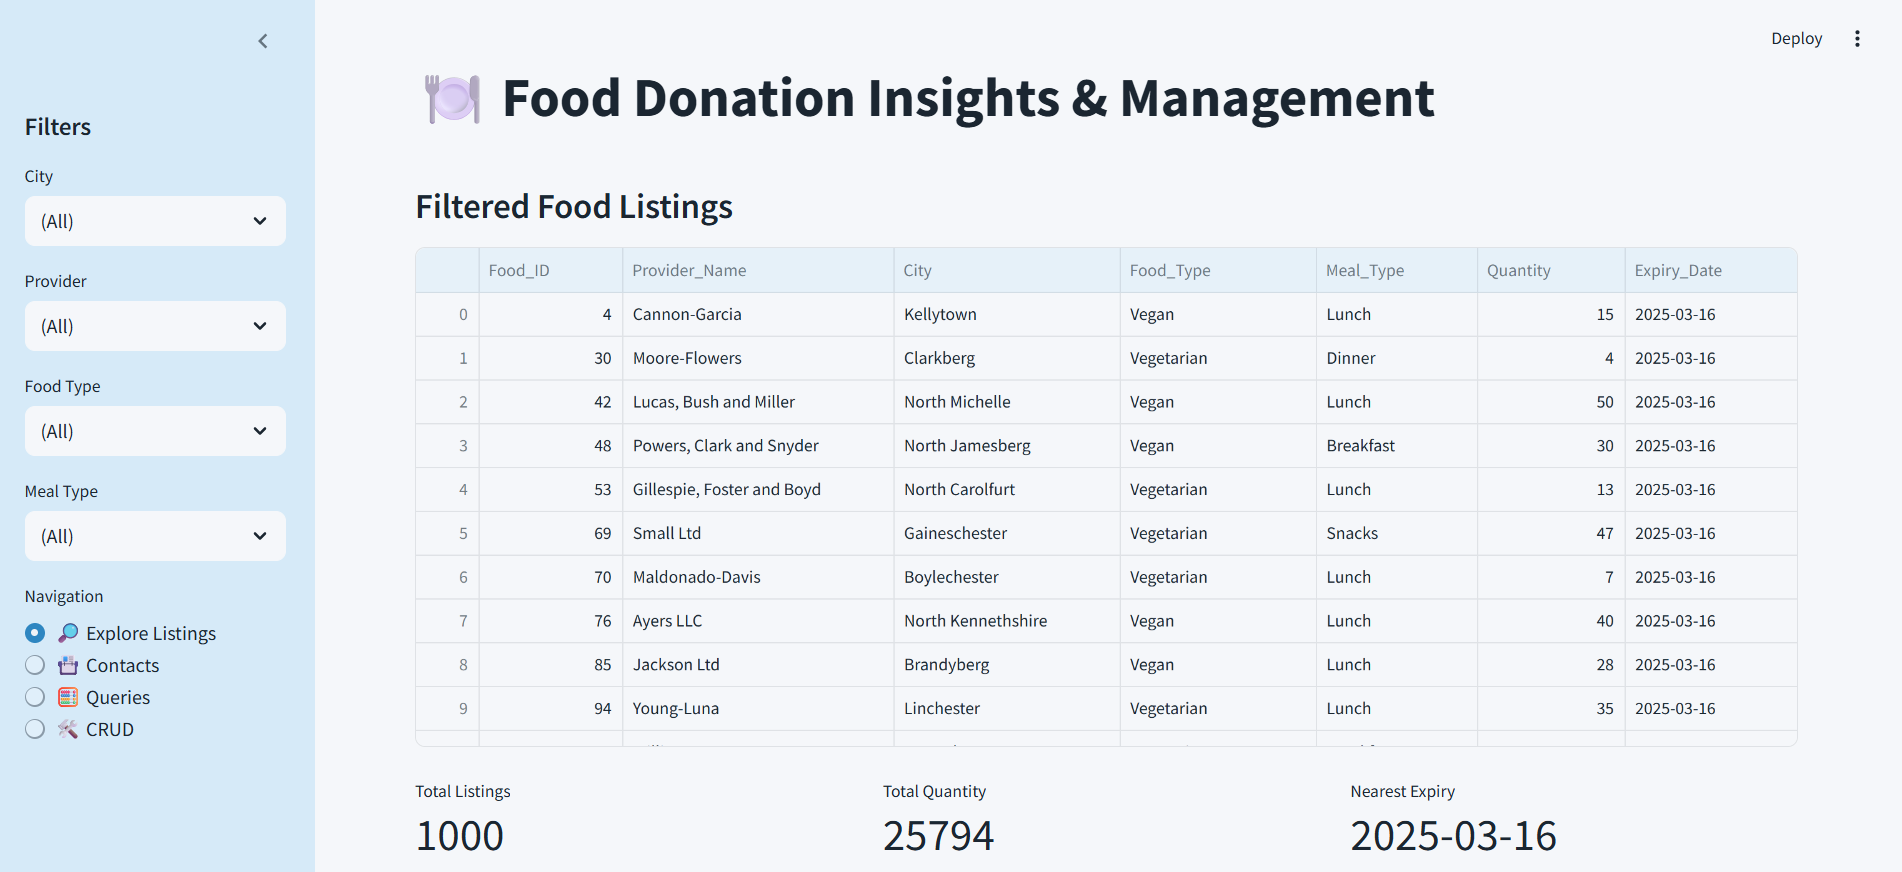 Deploy
Food Donation Insights & Management
Filters
City
(All)
Provider
(All)
Food Type
(All)
Meal Type
(All)
Navigation
Explore Listings
Contacts
Queries
CRUD
Filtered Food Listings
Food_ID Provider_Name City Food_Type Meal_Type Quantity Expiry_Date
0 4 Cannon-Garcia Kellytown Vegan Lunch 15 2025-03-16
1 30 Moore-Flowers Clarkberg Vegetarian Dinner 4 2025-03-16
2 42 Lucas, Bush and Miller North Michelle Vegan Lunch 50 2025-03-16
3 48 Powers, Clark and Snyder North Jamesberg Vegan Breakfast 30 2025-03-16
4 53 Gillespie, Foster and Boyd North Carolfurt Vegetarian Lunch 13 2025-03-16
5 69 Small Ltd Gaineschester Vegetarian Snacks 47 2025-03-16
6 70 Maldonado-Davis Boylechester Vegetarian Lunch 7 2025-03-16
7 76 Ayers LLC North Kennethshire Vegan Lunch 40 2025-03-16
8 85 Jackson Ltd Brandyberg Vegan Lunch 28 2025-03-16
9 94 Young-Luna Linchester Vegetarian Lunch 35 2025-03-16
Total Listings
1000
Total Quantity
25794
Nearest Expiry
2025-03-16